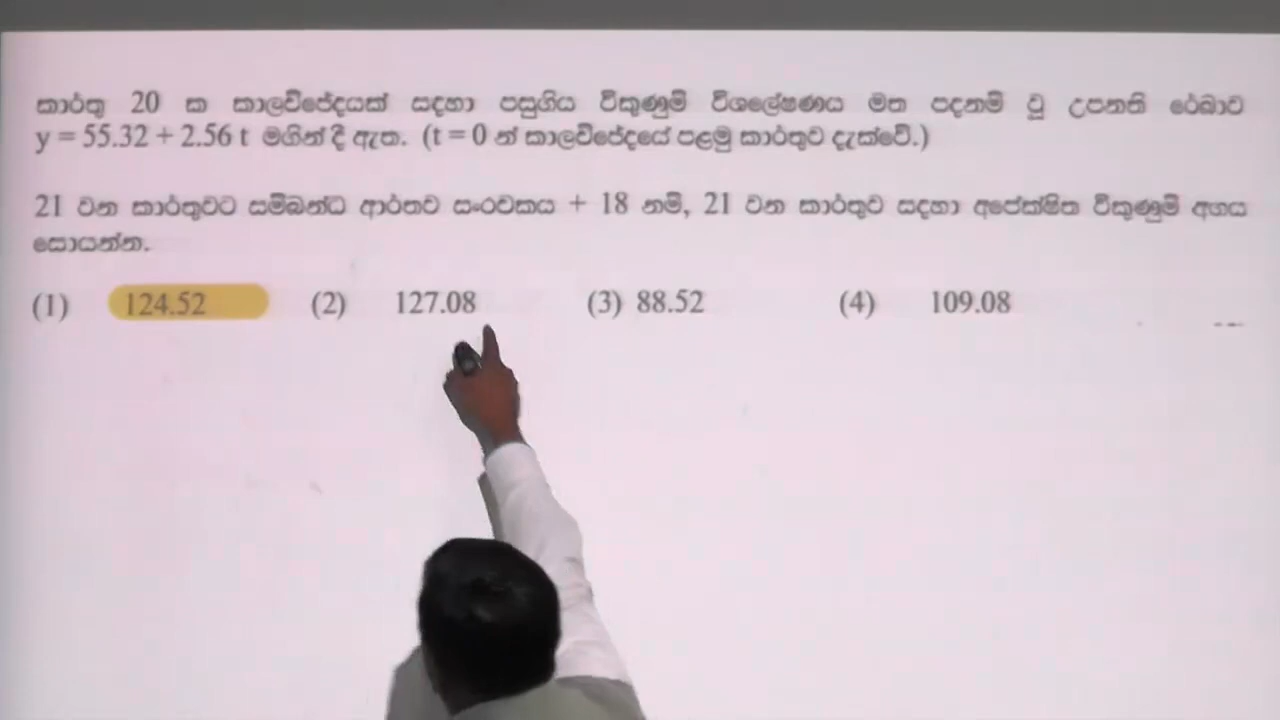 කාර්තු 20 ක කාලච්ඡේදයක් සඳහා පසුගිය විකුණුම් විශ්ලේෂණය මත පදනම් වූ උපනති රේඛාව
y = 55.32 + 2.56 t මගින් දී ඇත. (t = 0 න් කාලච්ඡේදයේ පළමු කාර්තුව දැක්වේ.)
21 වන කාර්තුවට සම්බන්ධ ආර්තව සංරචකය + 18 නම්, 21 වන කාර්තුව සඳහා අපේක්ෂිත විකුණුම් අගය
සොයන්න.
(1) 124.52 (2) 127.08 (3) 88.52 (4) 109.08